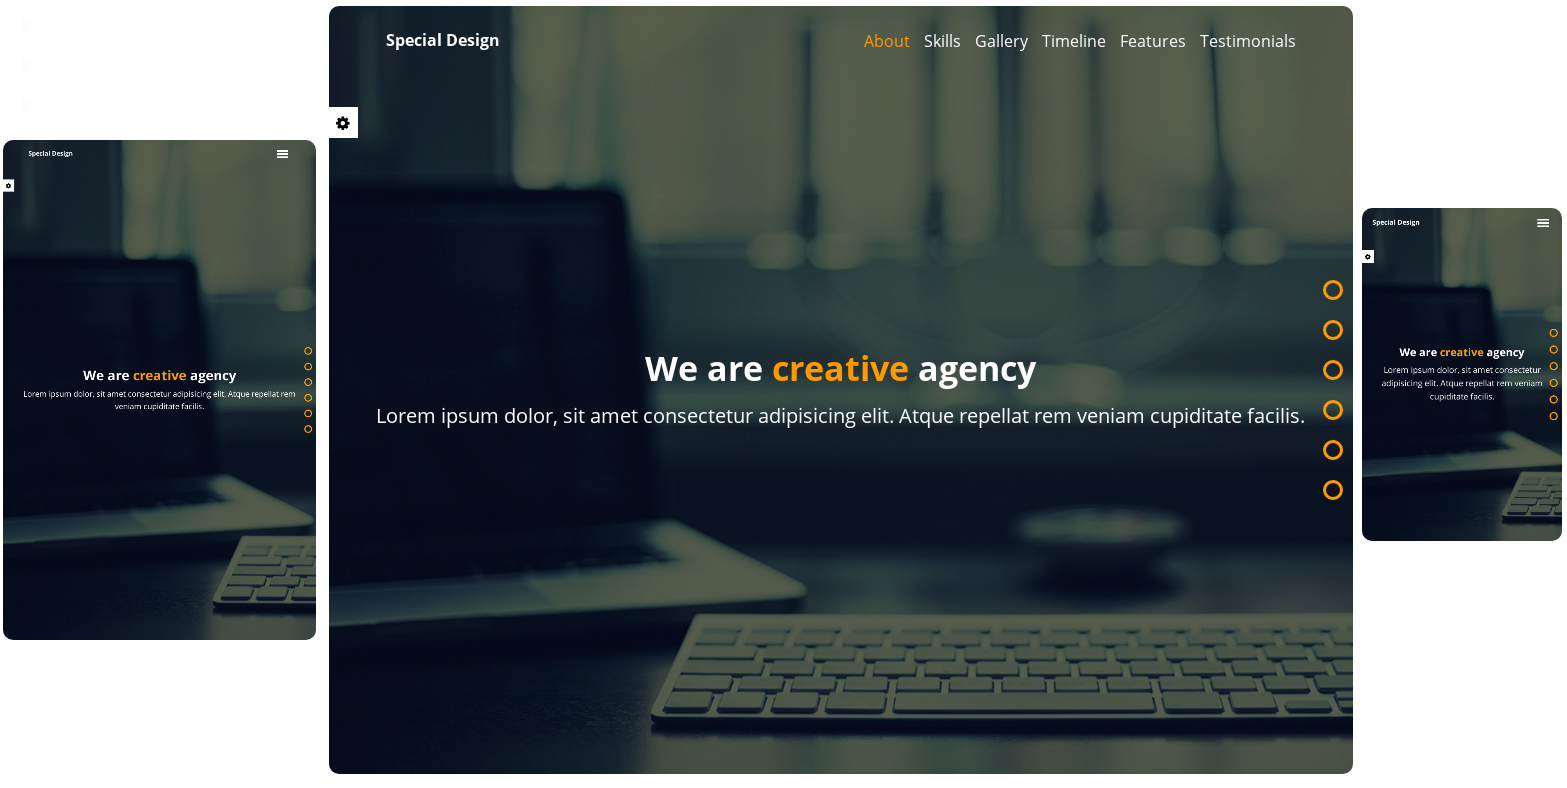 Special Design
We are creative agency
Lorem ipsum dolor, sit amet consectetur adipisicing elit. Atque repellat rem
veniam cupiditate facilis.
Special Design
About Skills Gallery Timeline Features Testimonials
We are creative agency
Lorem ipsum dolor, sit amet consectetur adipisicing elit. Atque repellat rem veniam cupiditate facilis.
Special Design
We are creative agency
Lorem ipsum dolor, sit amet consectetur
adipisicing elit. Atque repellat rem veniam
cupiditate facilis.